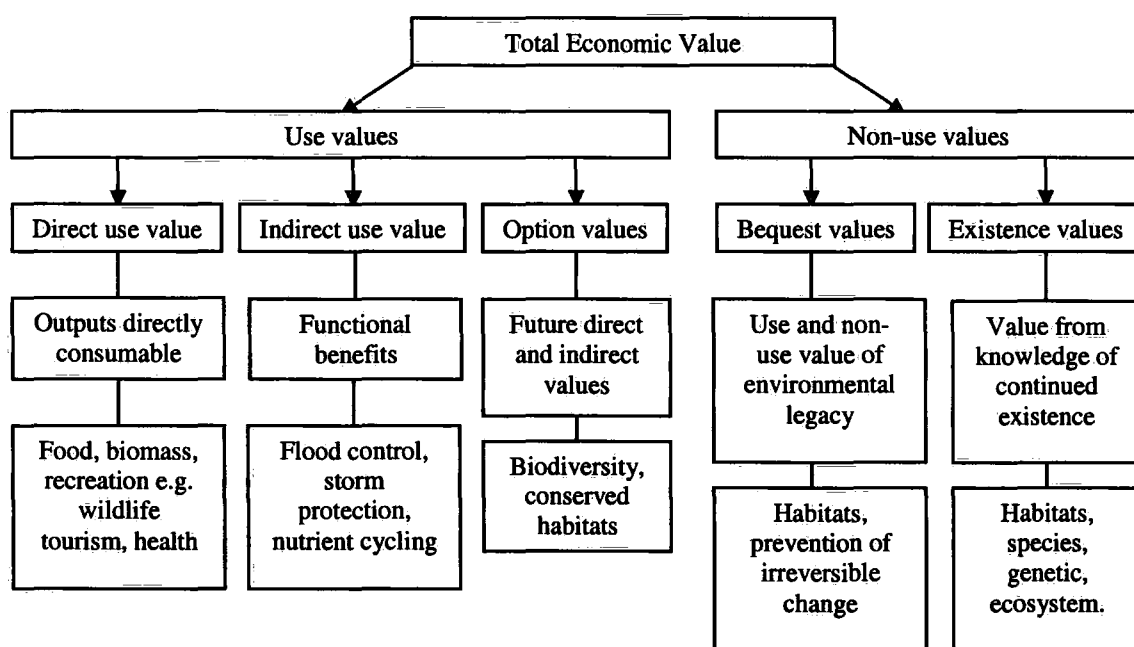 Total Economic Value
Use values
Non-use values
Direct use value
Indirect use value
Option values
Bequest values
Existence values
Outputs directly
consumable
Functional
benefits
Future direct
and indirect
values
Use and non-
use value of
environmental
legacy
Value from
knowledge of
continued
existence
Food, biomass,
recreation e.g.
wildlife
tourism, health
Flood control,
storm
protection,
nutrient cycling
Biodiversity,
conserved
habitats
Habitats,
prevention of
irreversible
change
Habitats,
species,
genetic,
ecosystem.